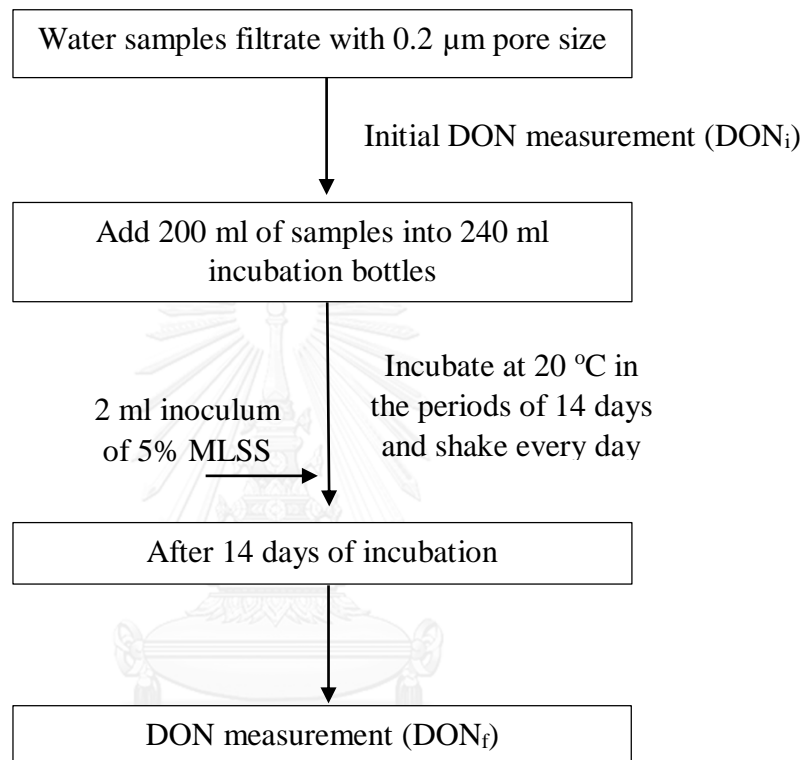 Water samples filtrate with 0.2 µm pore size
Initial DON measurement (DONi)
Add 200 ml of samples into 240 ml
incubation bottles
2 ml inoculum
of 5% MLSS
Incubate at 20 ºC in
the periods of 14 days
and shake every day
After 14 days of incubation
DON measurement (DONf)